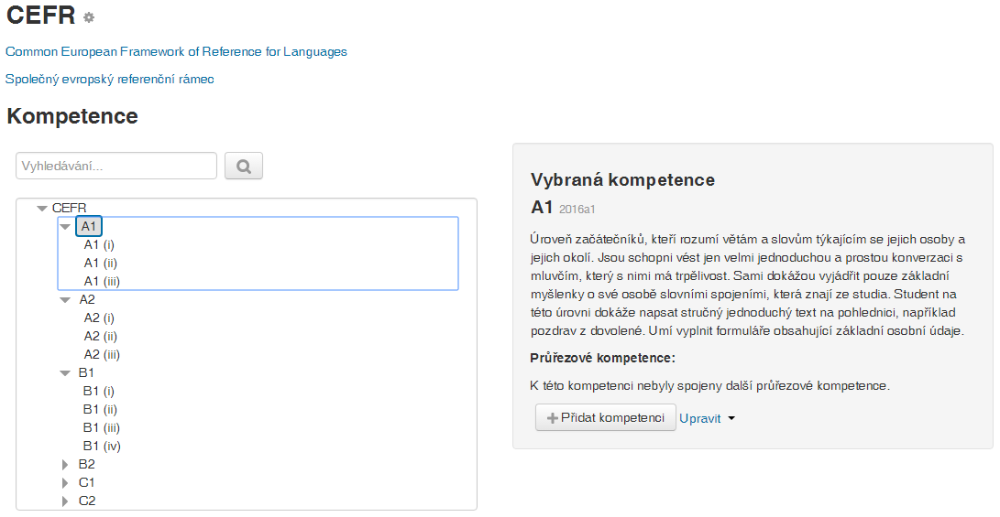 CEFR
Common European Framework of Reference for Languages
Společný evropský referenční rámec
Kompetence
Vyhledávání...
CEFR
A1
A1 (i)
A1 (ii)
A1 (iii)
A2
A2 (i)
A2 (ii)
A2 (iii)
B1
B1 (i)
B1 (ii)
B1 (iii)
B1 (iv)
B2
C1
C2
Vybraná kompetence
A1 2016a1
Úroveň začátečníků, kteří rozumí větám a slovům týkajícím se jejich osoby a
jejich okolí. Jsou schopni vést jen velmi jednoduchou a prostou konverzaci s
mluvčím, který s nimi má trpělivost. Sami dokážou vyjádřit pouze základní
myšlenky o své osobě slovními spojeními, která znají ze studia. Student na
této úrovni dokáže napsat stručný jednoduchý text na pohlednici, například
pozdrav z dovolené. Umí vyplnit formuláře obsahující základní osobní údaje.
Průřezové kompetence:
K této kompetenci nebyly spojeny další průřezové kompetence.
Přidat kompetenci Upravit